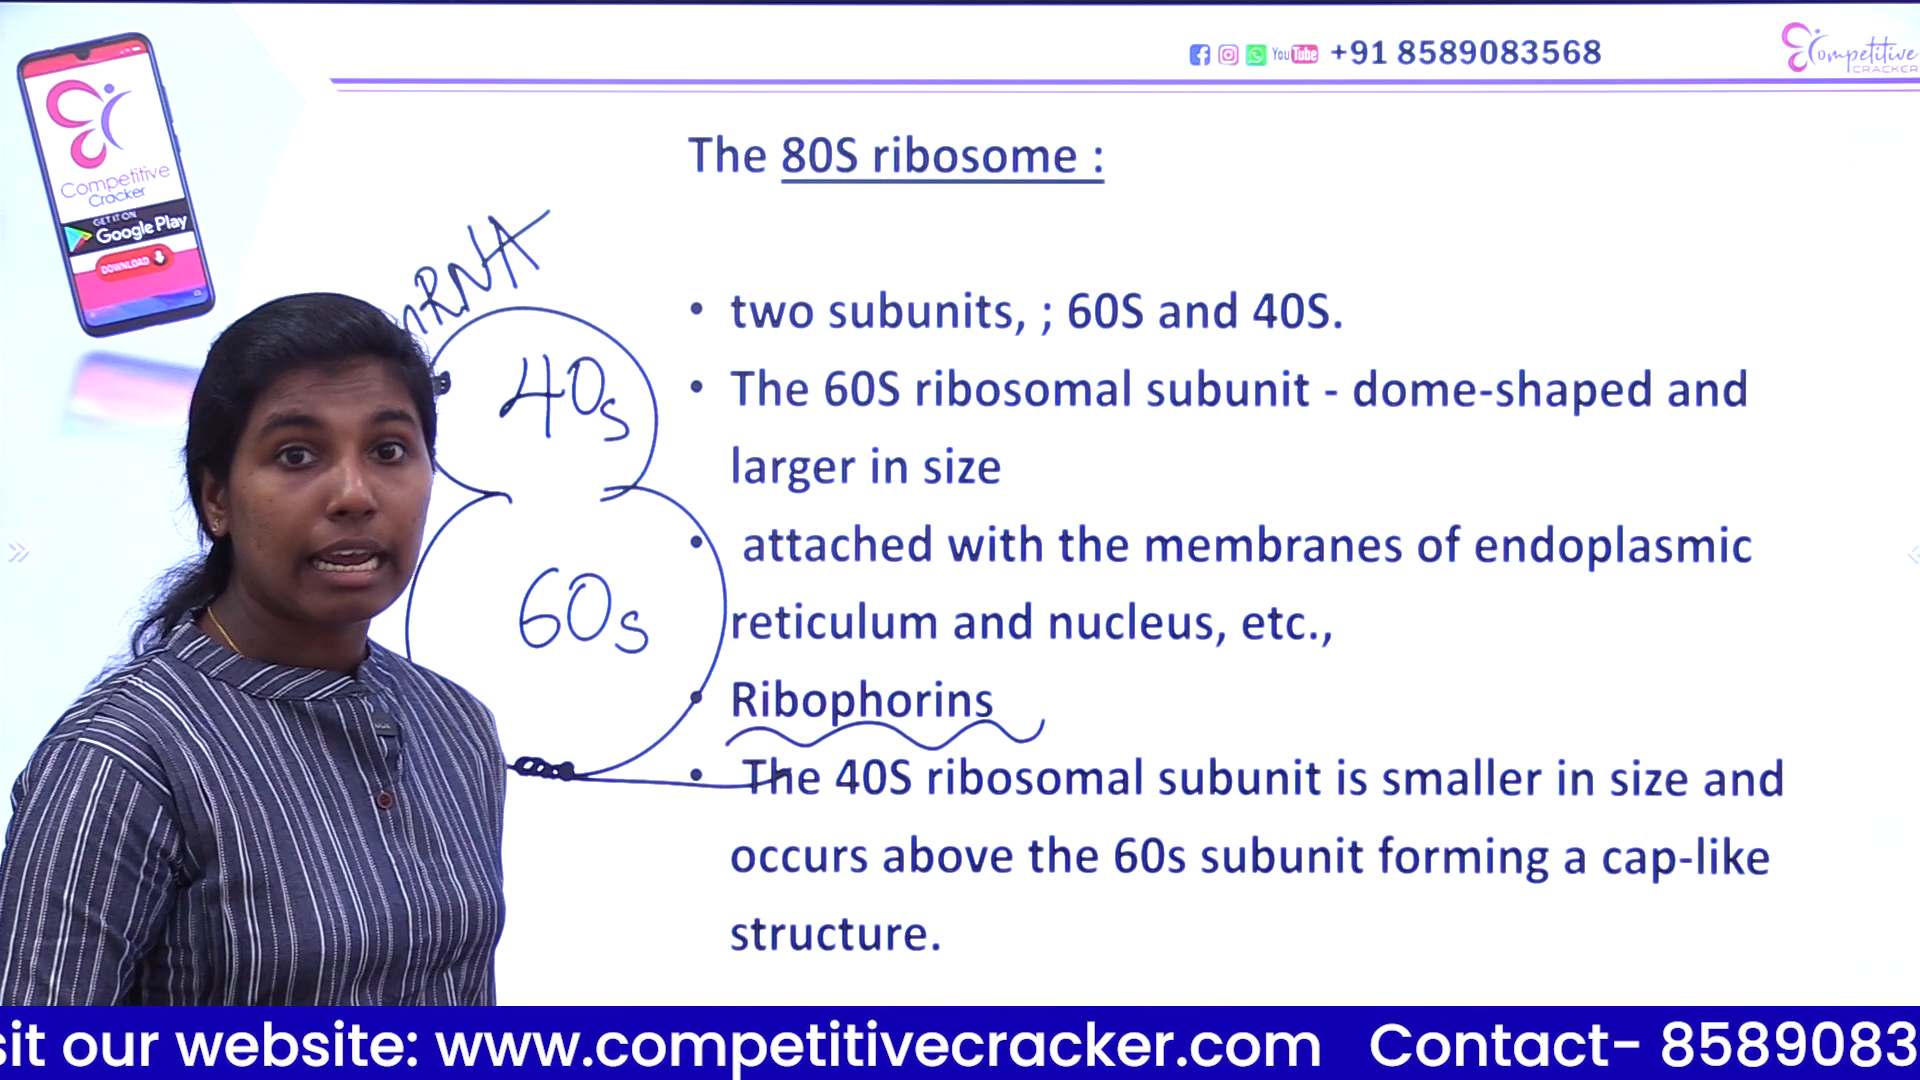 You Tube +91 8589083568
Competitive
CRACKER
Competitive
Cracker
GET IT ON
Google Play
DOWNLOAD
The 80S ribosome :
mRNA
40s
60s
• two subunits, ; 60S and 40S.
• The 60S ribosomal subunit - dome-shaped and
larger in size
• attached with the membranes of endoplasmic
reticulum and nucleus, etc.,
• Ribophorins
• The 40S ribosomal subunit is smaller in size and
occurs above the 60s subunit forming a cap-like
structure.
sit our website: www.competitivecracker.com Contact- 8589083